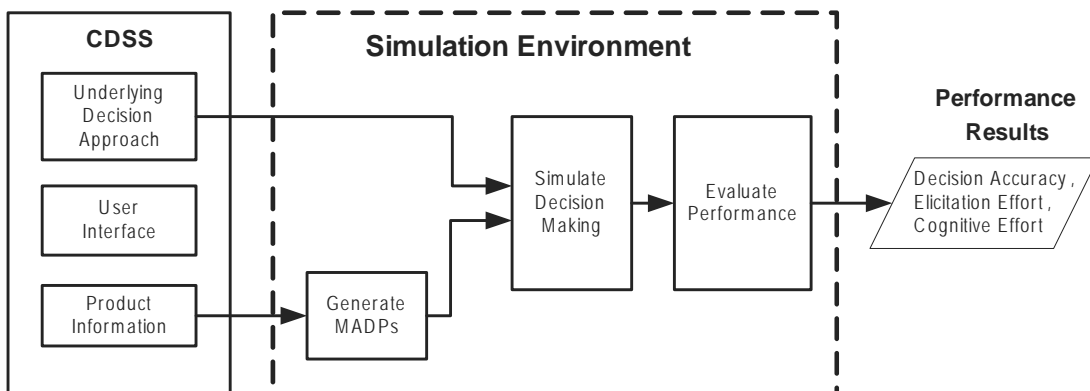 CDSS
Underlying
Decision
Approach
User
Interface
Product
Information
Simulation Environment
Generate
MADPs
Simulate
Decision
Making
Evaluate
Performance
Performance
Results
Decision Accuracy ,
Elicitation Effort ,
Cognitive Effort